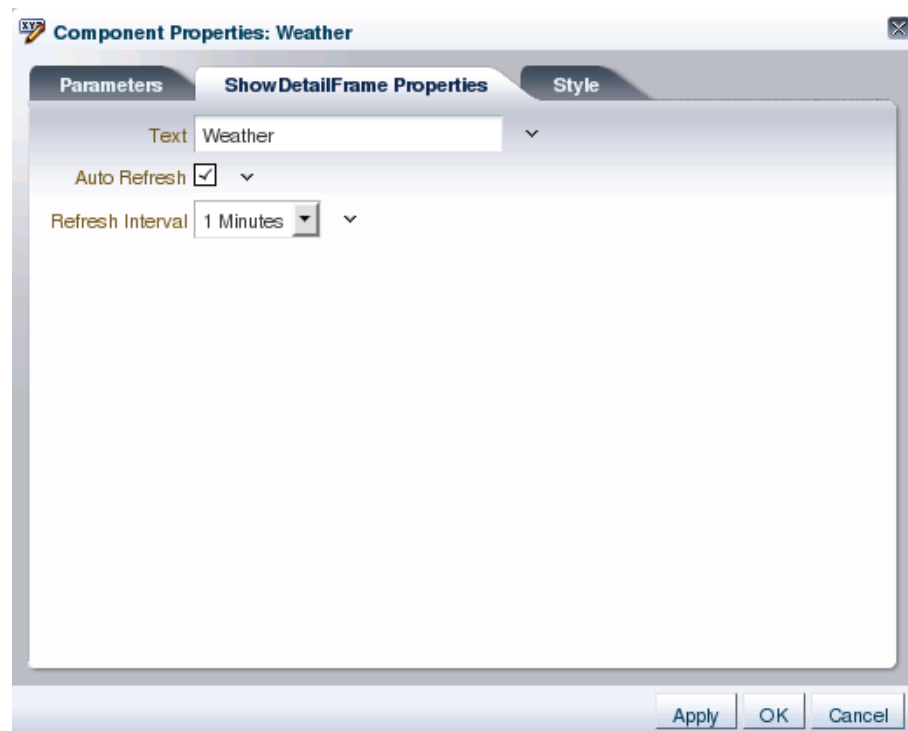 Component Properties: Weather
Parameters ShowDetailFrame Properties Style
Text Weather
Auto Refresh
Refresh Interval 1 Minutes
Apply OK Cancel